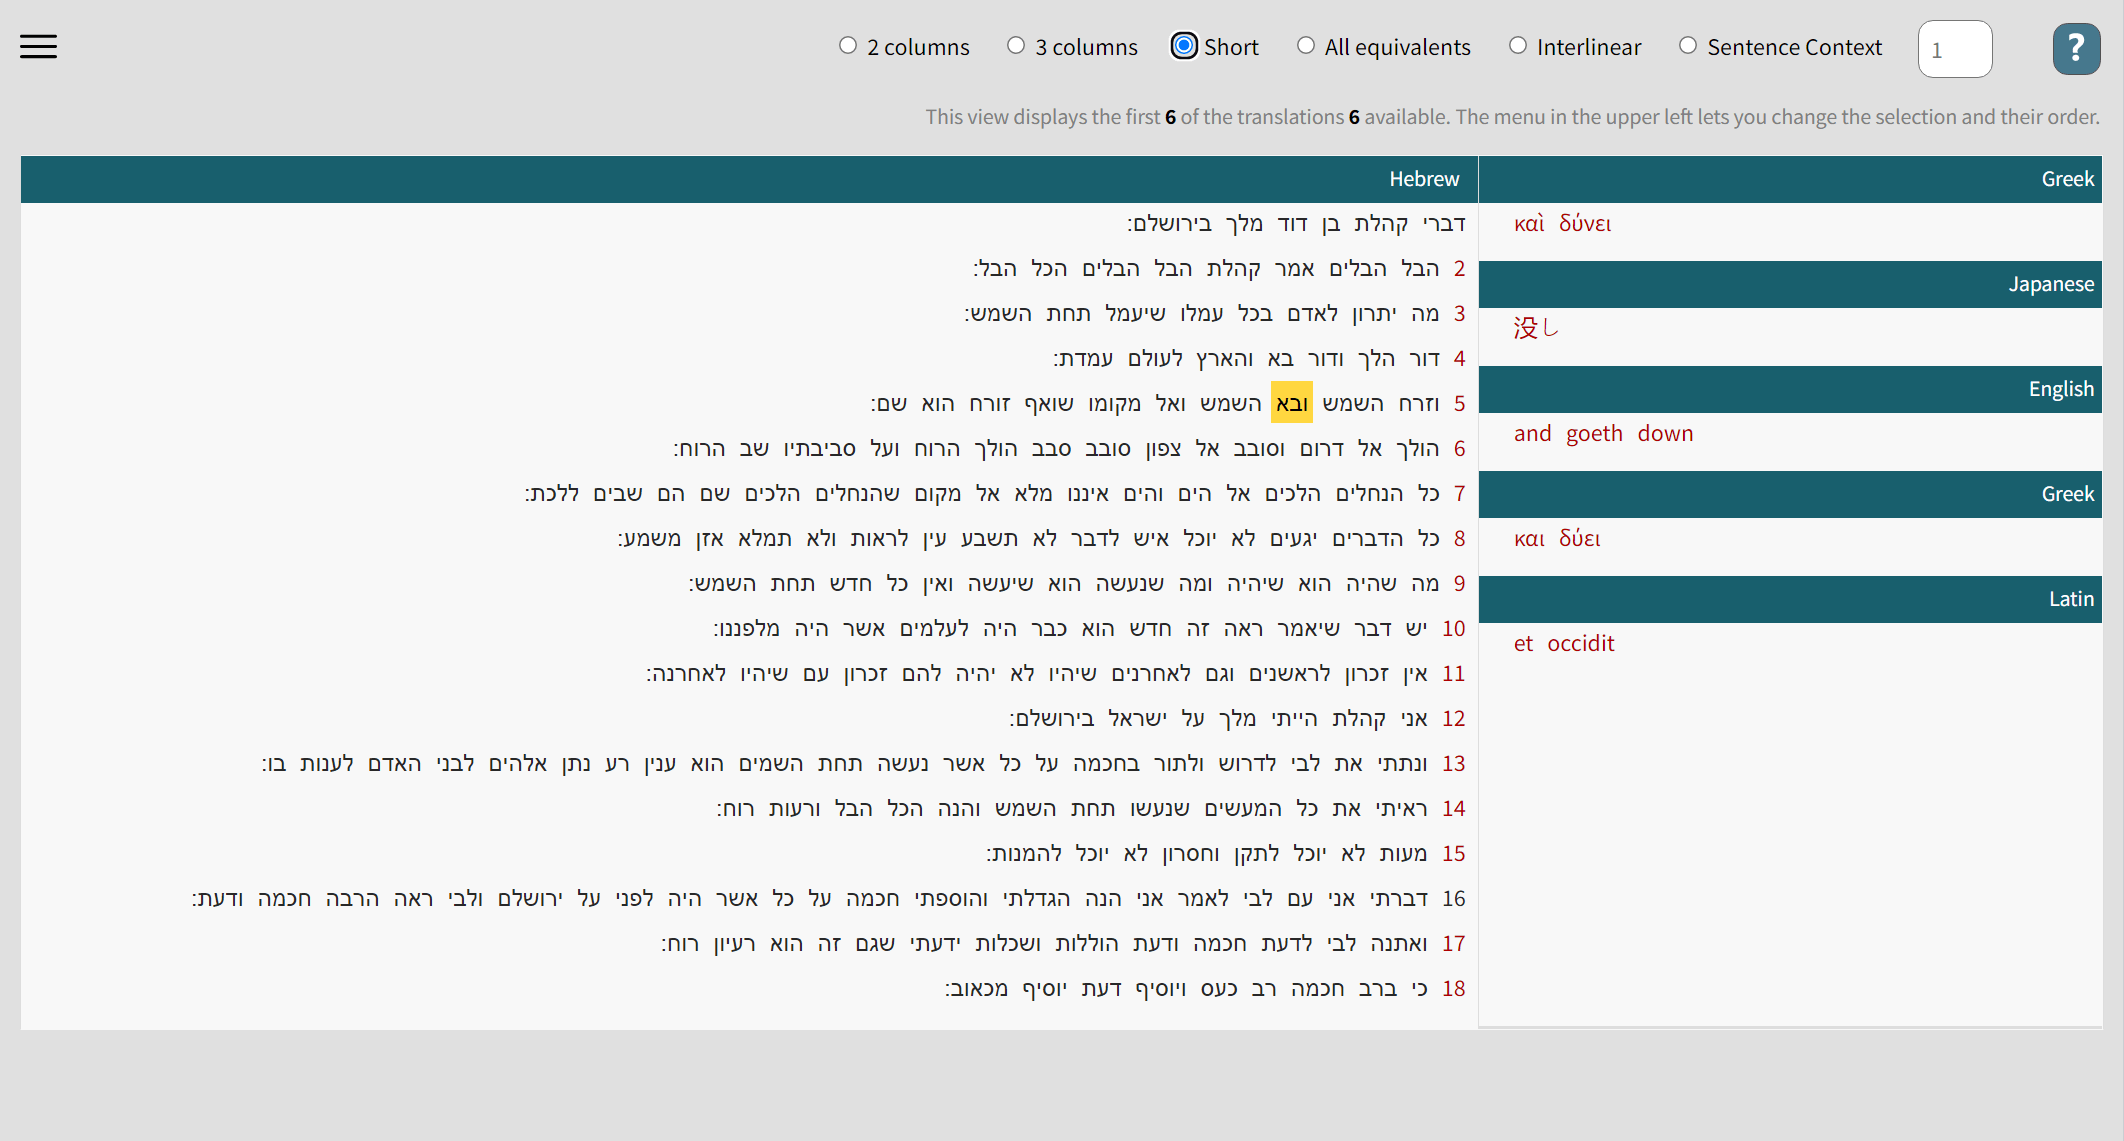 2 columns 3 columns Short All equivalents Interlinear Sentence Context 1 ?
This view displays the first 6 of the translations 6 available. The menu in the upper left lets you change the selection and their order.
Hebrew
דברי קהלת בן דוד מלך בירושלם:
2 הבל הבלים אמר קהלת הבל הבלים הכל הבל:
3 מה יתרון לאדם בכל עמלו שיעמל תחת השמש:
4 דור הלך ודור בא והארץ לעולם עמדת:
5 וזרח השמש ובא השמש ואל מקומו שואף זורח הוא שם:
6 הולך אל דרום וסובב אל צפון סובב סבב הולך הרוח ועל סביבתיו שב הרוח:
7 כל הנחלים הלכים אל הים והים איננו מלא אל מקום שהנחלים הלכים שם הם שבים ללכת:
8 כל הדברים יגעים לא יוכל איש לדבר לא תשבע עין לראות ולא תמלא אזן משמע:
9 מה שהיה הוא שיהיה ומה שנעשה הוא שיעשה ואין כל חדש תחת השמש:
10 יש דבר שיאמר ראה זה חדש הוא כבר היה לעלמים אשר היה מלפננו:
11 אין זכרון לראשנים וגם לאחרנים שיהיו לא יהיה להם זכרון עם שיהיו לאחרנה:
12 אני קהלת הייתי מלך על ישראל בירושלם:
13 ונתתי את לבי לדרוש ולתור בחכמה על כל אשר נעשה תחת השמים הוא ענין רע נתן אלהים לבני האדם לענות בו:
14 ראיתי את כל המעשים שנעשו תחת השמש והנה הכל הבל ורעות רוח:
15 מעות לא יוכל לתקן וחסרון לא יוכל להמנות:
16 דברתי אני עם לבי לאמר אני הנה הגדלתי והוספתי חכמה על כל אשר היה לפני על ירושלם ולבי ראה הרבה חכמה ודעת:
17 ואתנה לבי לדעת חכמה ודעת הוללות ושכלות ידעתי שגם זה הוא רעיון רוח:
18 כי ברב חכמה רב כעס ויוסיף דעת יוסיף מכאוב:
Greek
καὶ δύνει
Japanese
没し
English
and goeth down
Greek
και δύει
Latin
et occidit